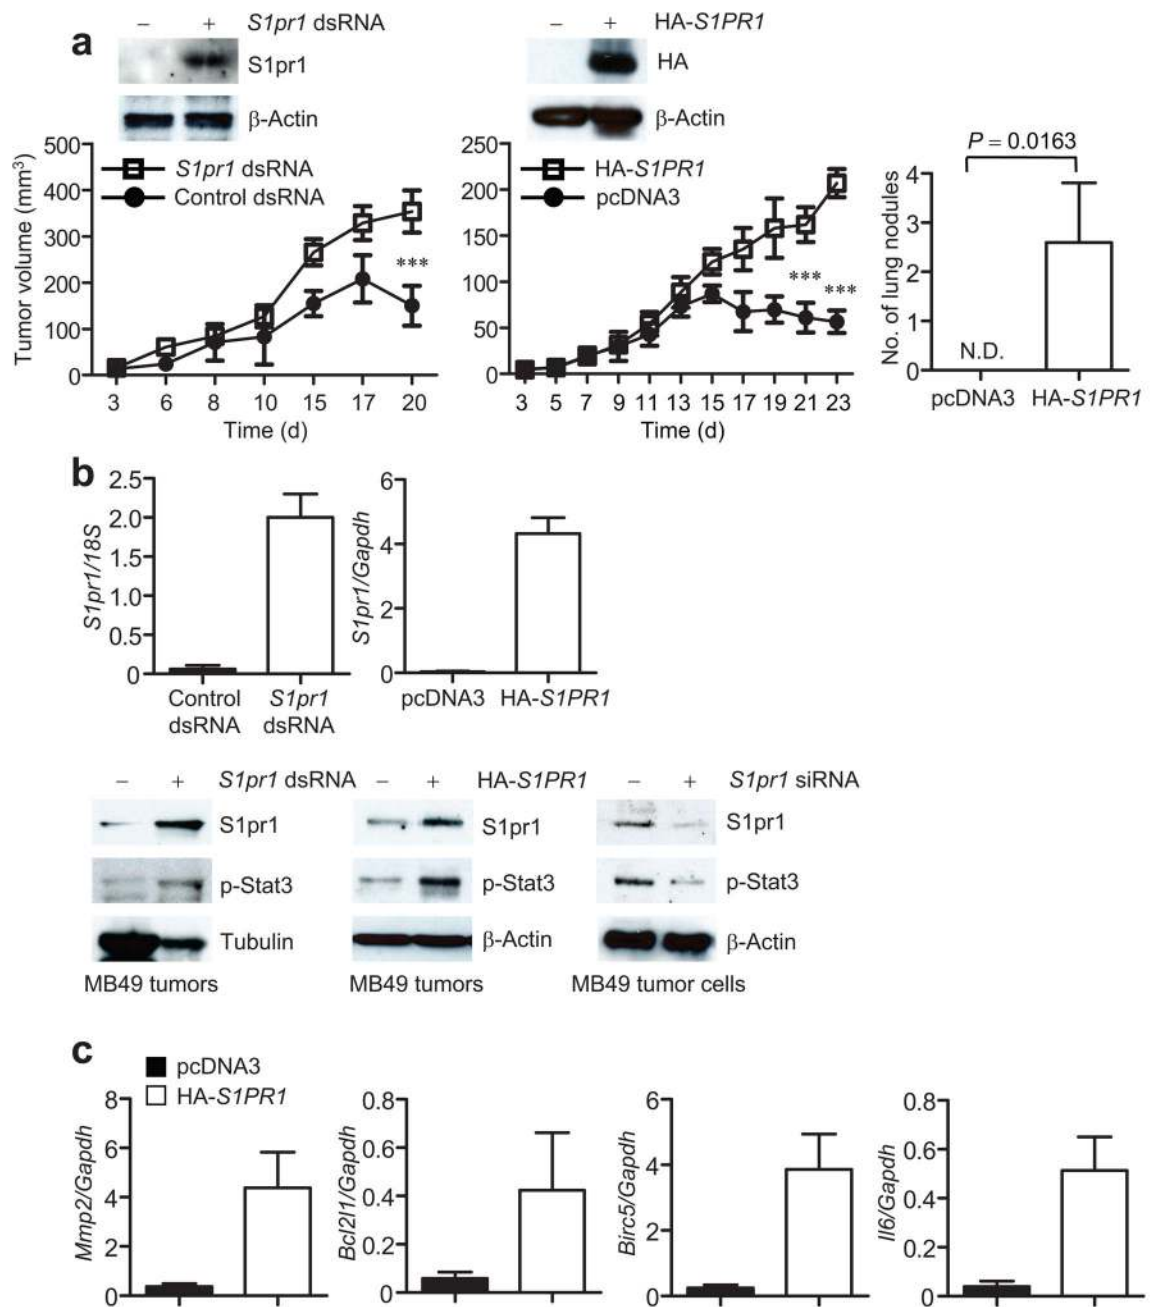 a
– + S1pr1 dsRNA
S1pr1
β-Actin
500
400
300
200
100
0
Tumor volume (mm3)
S1pr1 dsRNA
Control dsRNA
***
3 6 8 10 15 17 20
Time (d)
– + HA-S1PR1
HA
β-Actin
250
200
150
100
50
0
HA-S1PR1
pcDNA3
***
***
3 5 7 9 11 13 15 17 19 21 23
Time (d)
P = 0.0163
No. of lung nodules
4
3
2
1
0
N.D.
pcDNA3 HA-S1PR1
b
S1pr1/18S
2.5
2.0
1.5
1.0
0.5
0
Control
dsRNA
S1pr1
dsRNA
S1pr1/Gapdh
6
4
2
0
pcDNA3 HA-S1PR1
– + S1pr1 dsRNA
S1pr1
p-Stat3
Tubulin
MB49 tumors
– + HA-S1PR1
S1pr1
p-Stat3
β-Actin
MB49 tumors
– + S1pr1 siRNA
S1pr1
p-Stat3
β-Actin
MB49 tumor cells
c
pcDNA3
HA-S1PR1
Mmp2/Gapdh
8
6
4
2
0
Bcl2l1/Gapdh
0.8
0.6
0.4
0.2
0
Birc5/Gapdh
6
4
2
0
Il6/Gapdh
0.8
0.6
0.4
0.2
0